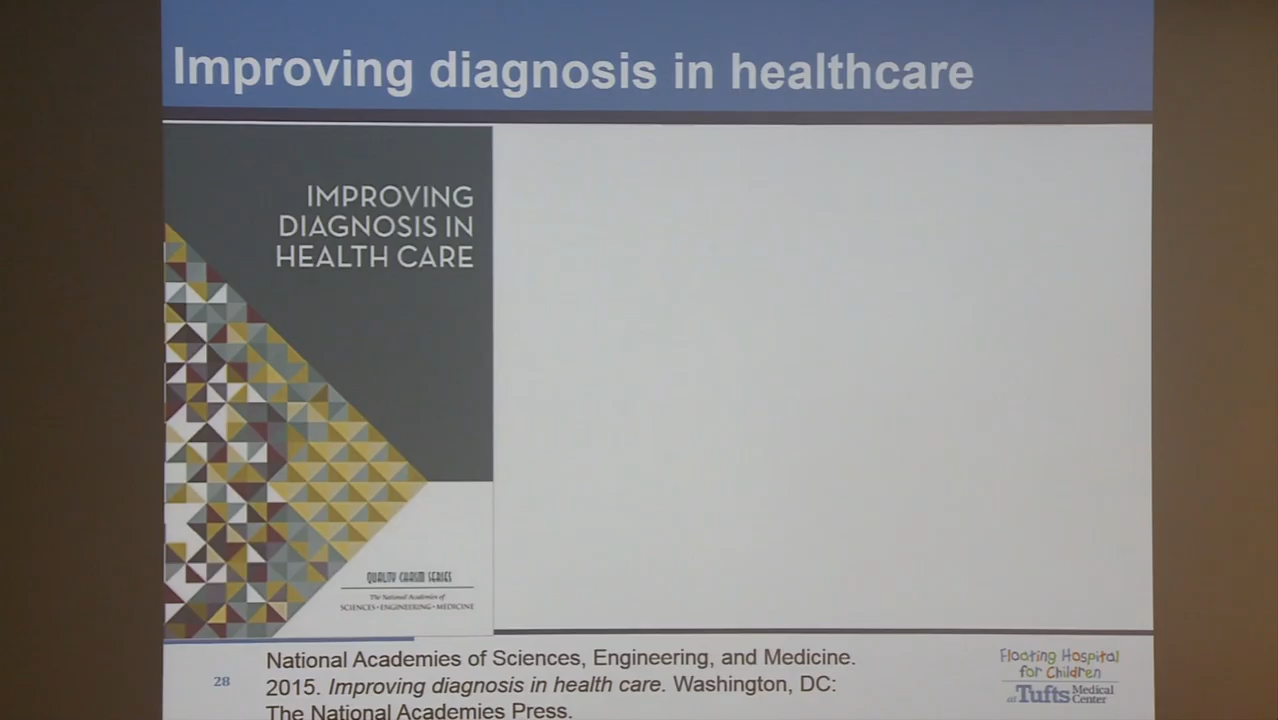 Improving diagnosis in healthcare
IMPROVING
DIAGNOSIS IN
HEALTH CARE
QUALITY CHASM SERIES
The National Academies of
SCIENCES • ENGINEERING • MEDICINE
28
National Academies of Sciences, Engineering, and Medicine.
2015. Improving diagnosis in health care. Washington, DC:
The National Academies Press.
Floating Hospital
for Children
at Tufts Medical
Center